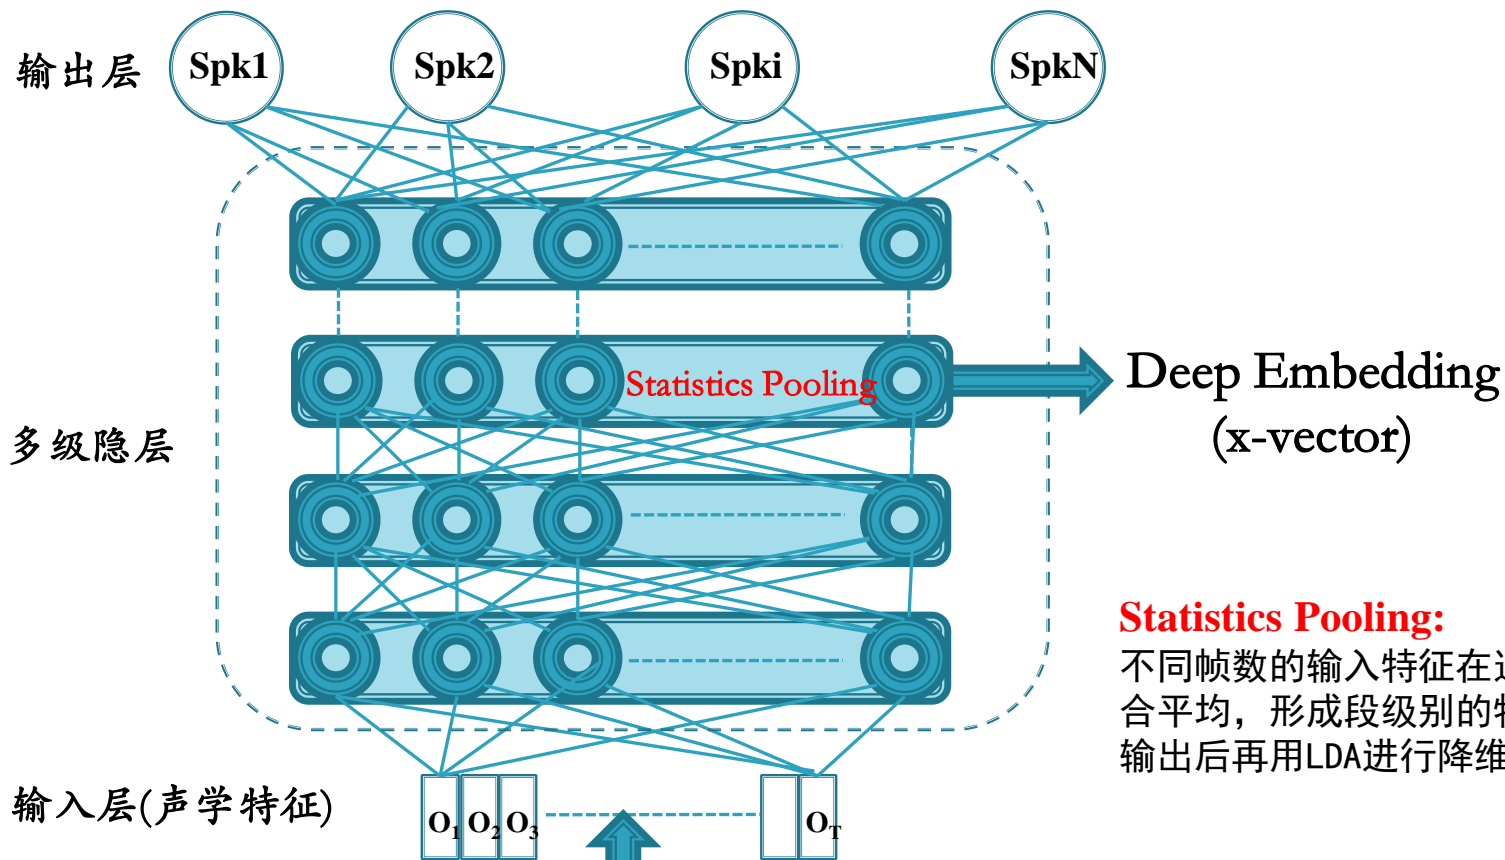 输出层
Spk1 Spk2 Spki SpkN
Statistics Pooling
Deep Embedding
(x-vector)
多级隐层
Statistics Pooling:
不同帧数的输入特征在
合平均，形成段级别的
输出后再用LDA进行降维
输入层(声学特征)
O1 O2 O3 OT